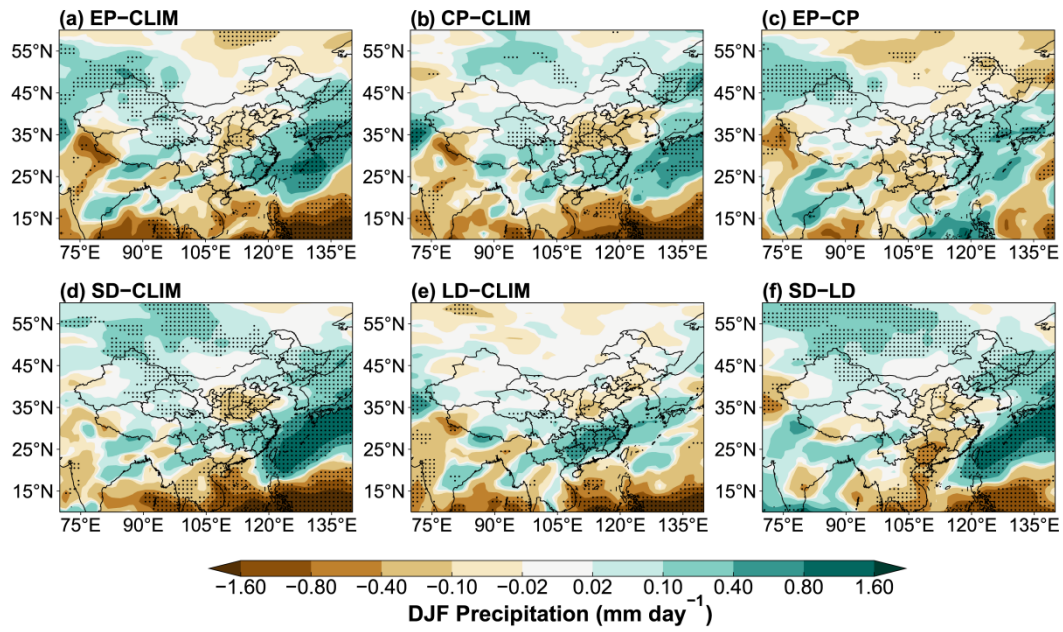 (a) EP−CLIM
(b) CP−CLIM
(c) EP−CP
55°N
45°N
35°N
25°N
15°N
75°E 90°E 105°E 120°E 135°E
55°N
45°N
35°N
25°N
15°N
75°E 90°E 105°E 120°E 135°E
55°N
45°N
35°N
25°N
15°N
75°E 90°E 105°E 120°E 135°E
(d) SD−CLIM
(e) LD−CLIM
(f) SD−LD
55°N
45°N
35°N
25°N
15°N
75°E 90°E 105°E 120°E 135°E
55°N
45°N
35°N
25°N
15°N
75°E 90°E 105°E 120°E 135°E
55°N
45°N
35°N
25°N
15°N
75°E 90°E 105°E 120°E 135°E
−1.60 −0.80 −0.40 −0.10 −0.02 0.02 0.10 0.40 0.80 1.60
DJF Precipitation (mm day⁻¹)